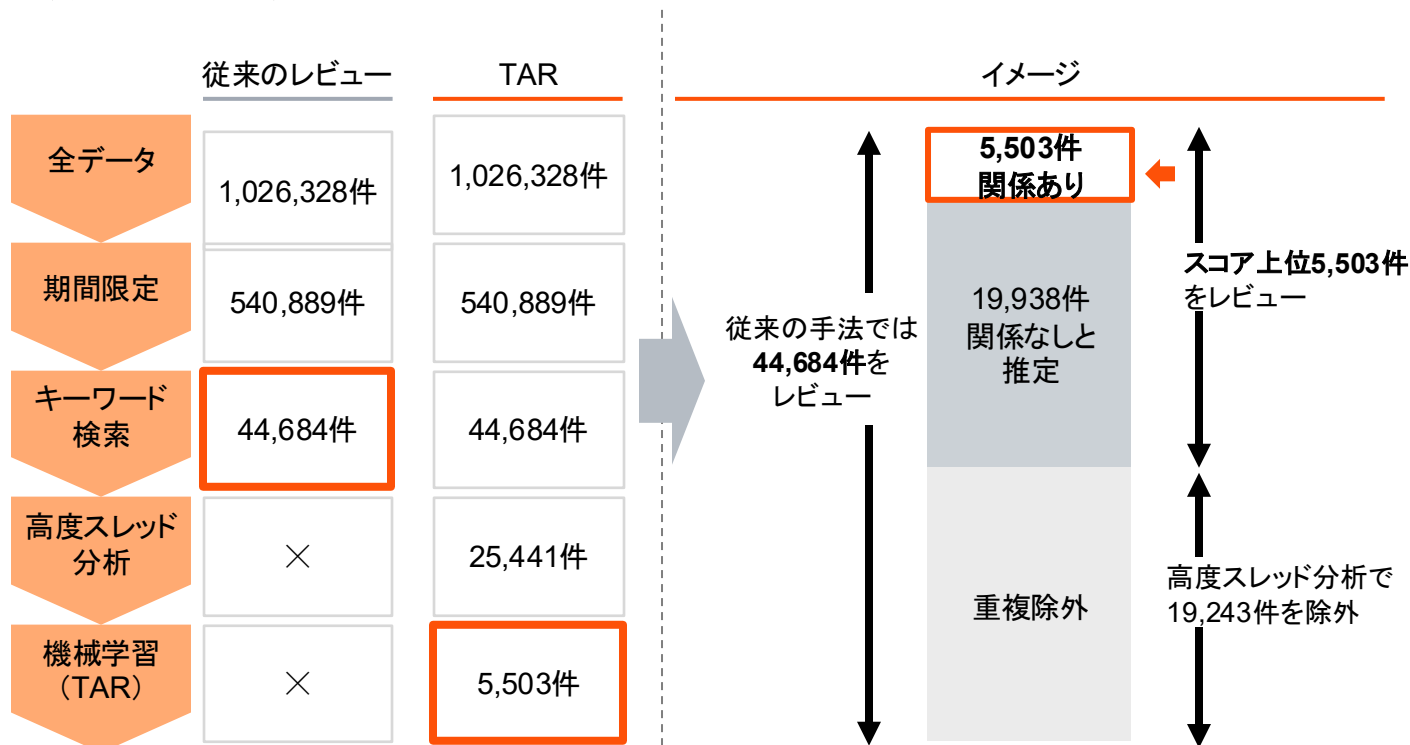 従来のレビュー
TAR
イメージ
全データ
1,026,328件
1,026,328件
期間限定
540,889件
540,889件
キーワード
検索
44,684件
44,684件
高度スレッド
分析
×
25,441件
機械学習
（TAR）
×
5,503件
従来の手法では
44,684件を
レビュー
5,503件
関係あり
19,938件
関係なしと
推定
重複除外
スコア上位5,503件
をレビュー
高度スレッド分析で
19,243件を除外